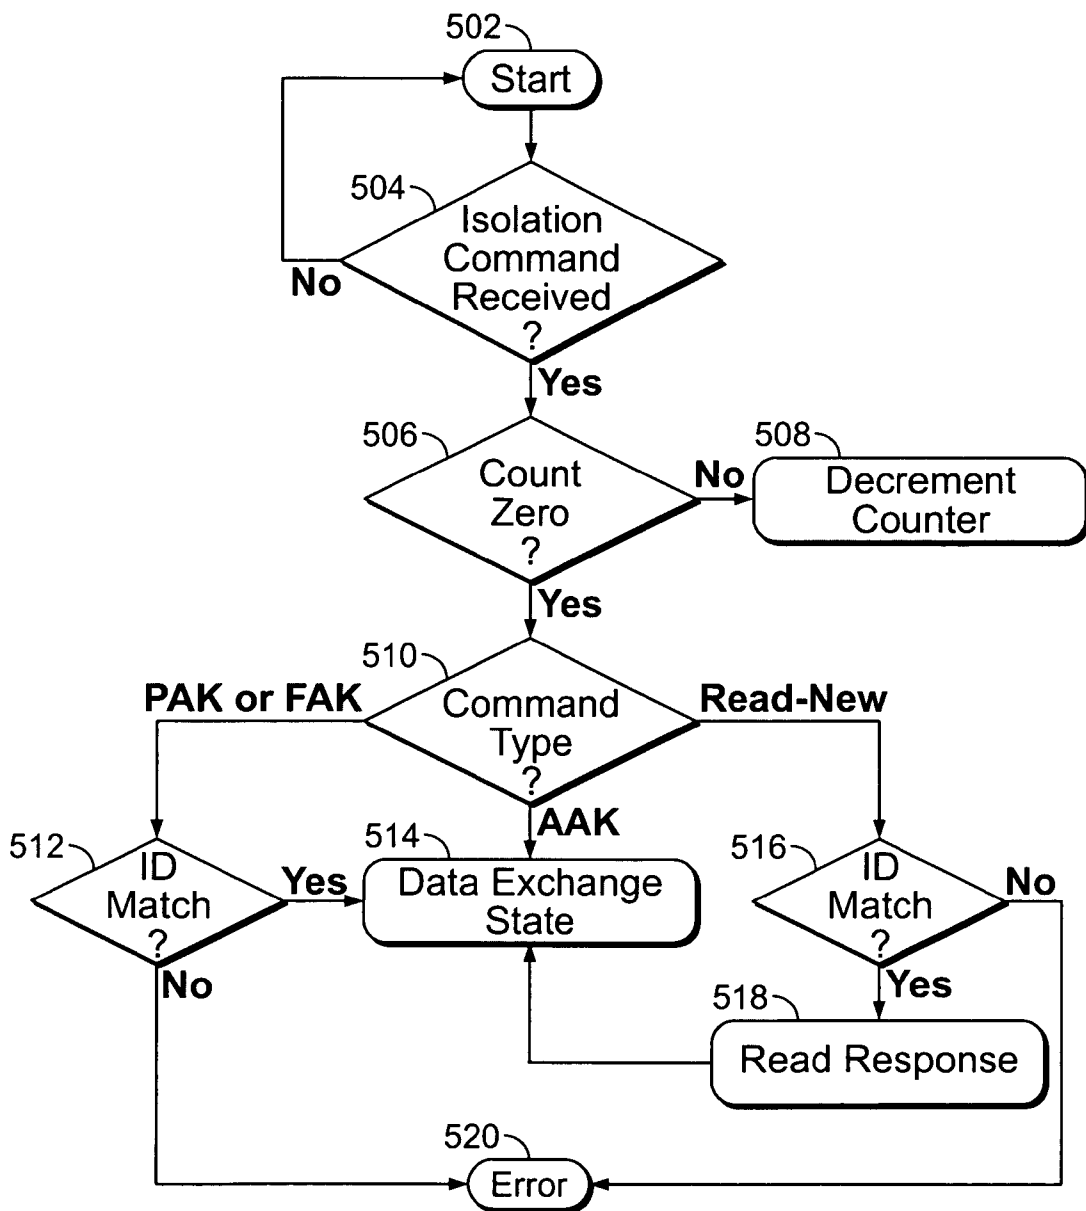 502
Start
504
Isolation
Command
Received
?
No
Yes
506
Count
Zero
?
No
508
Decrement
Counter
Yes
510
PAK or FAK
Command
Type
?
Read-New
AAK
512
ID
Match
?
Yes
514
Data Exchange
State
516
ID
Match
?
No
No
Yes
518
Read Response
520
Error